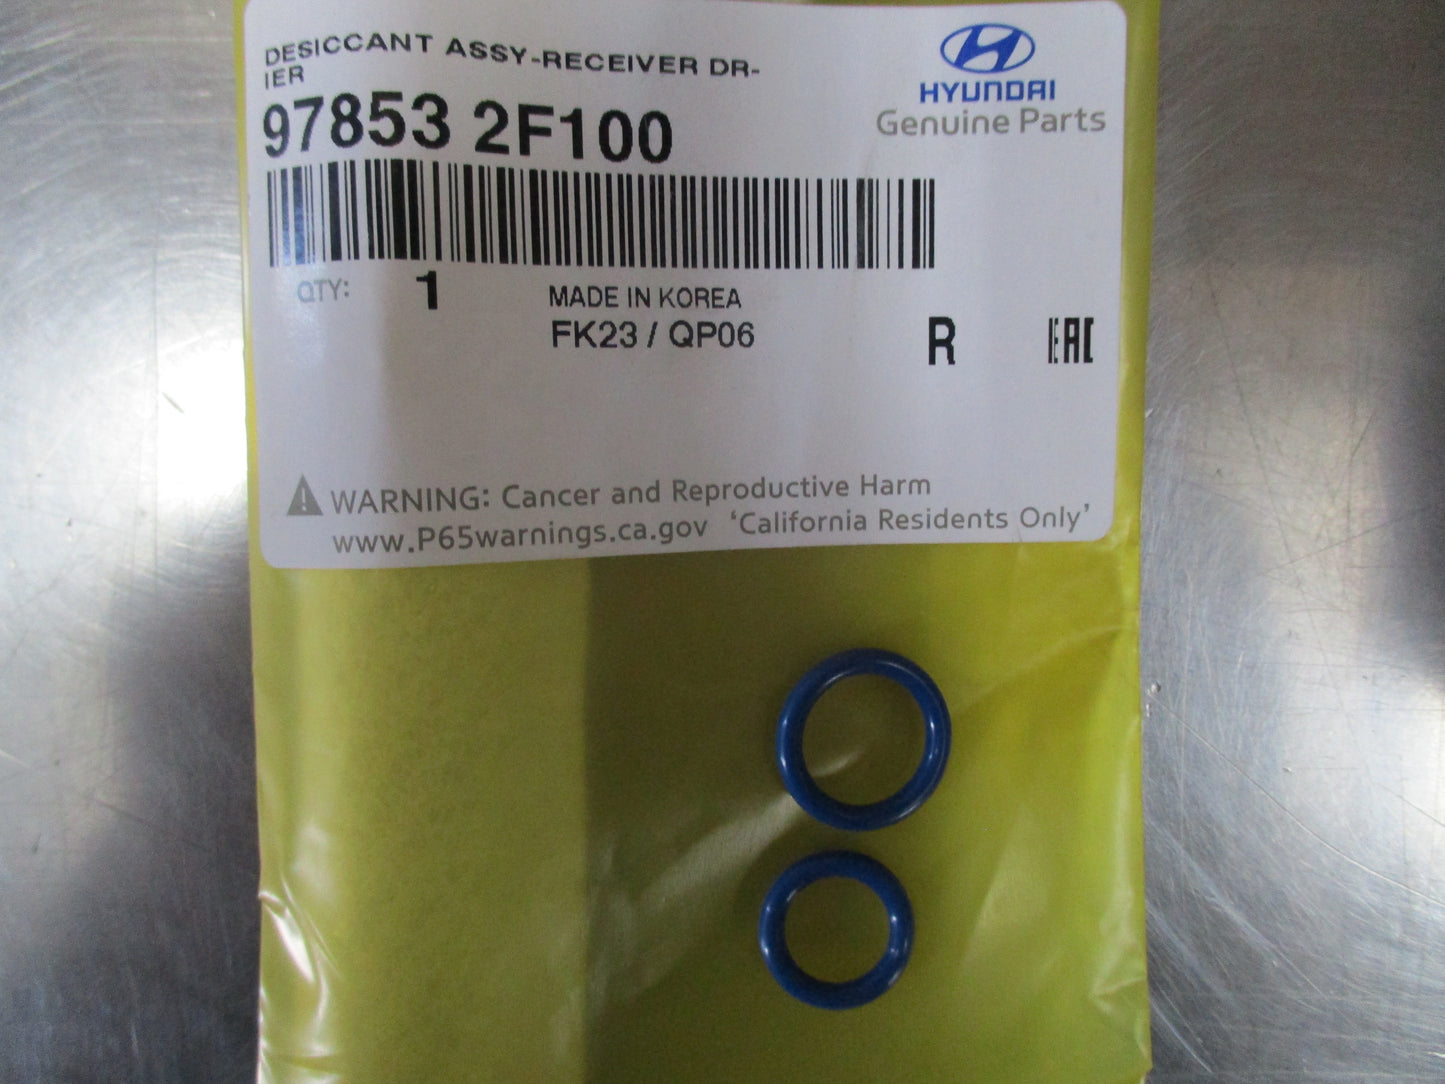 DESICCANT ASSY-RECEIVER DR-
IER
97853 2F100
HYUNDAI
Genuine Parts
QTY: 1 MADE IN KOREA
FK23 / QP06
R EAC
WARNING: Cancer and Reproductive Harm
www.P65warnings.ca.gov ‘California Residents Only’